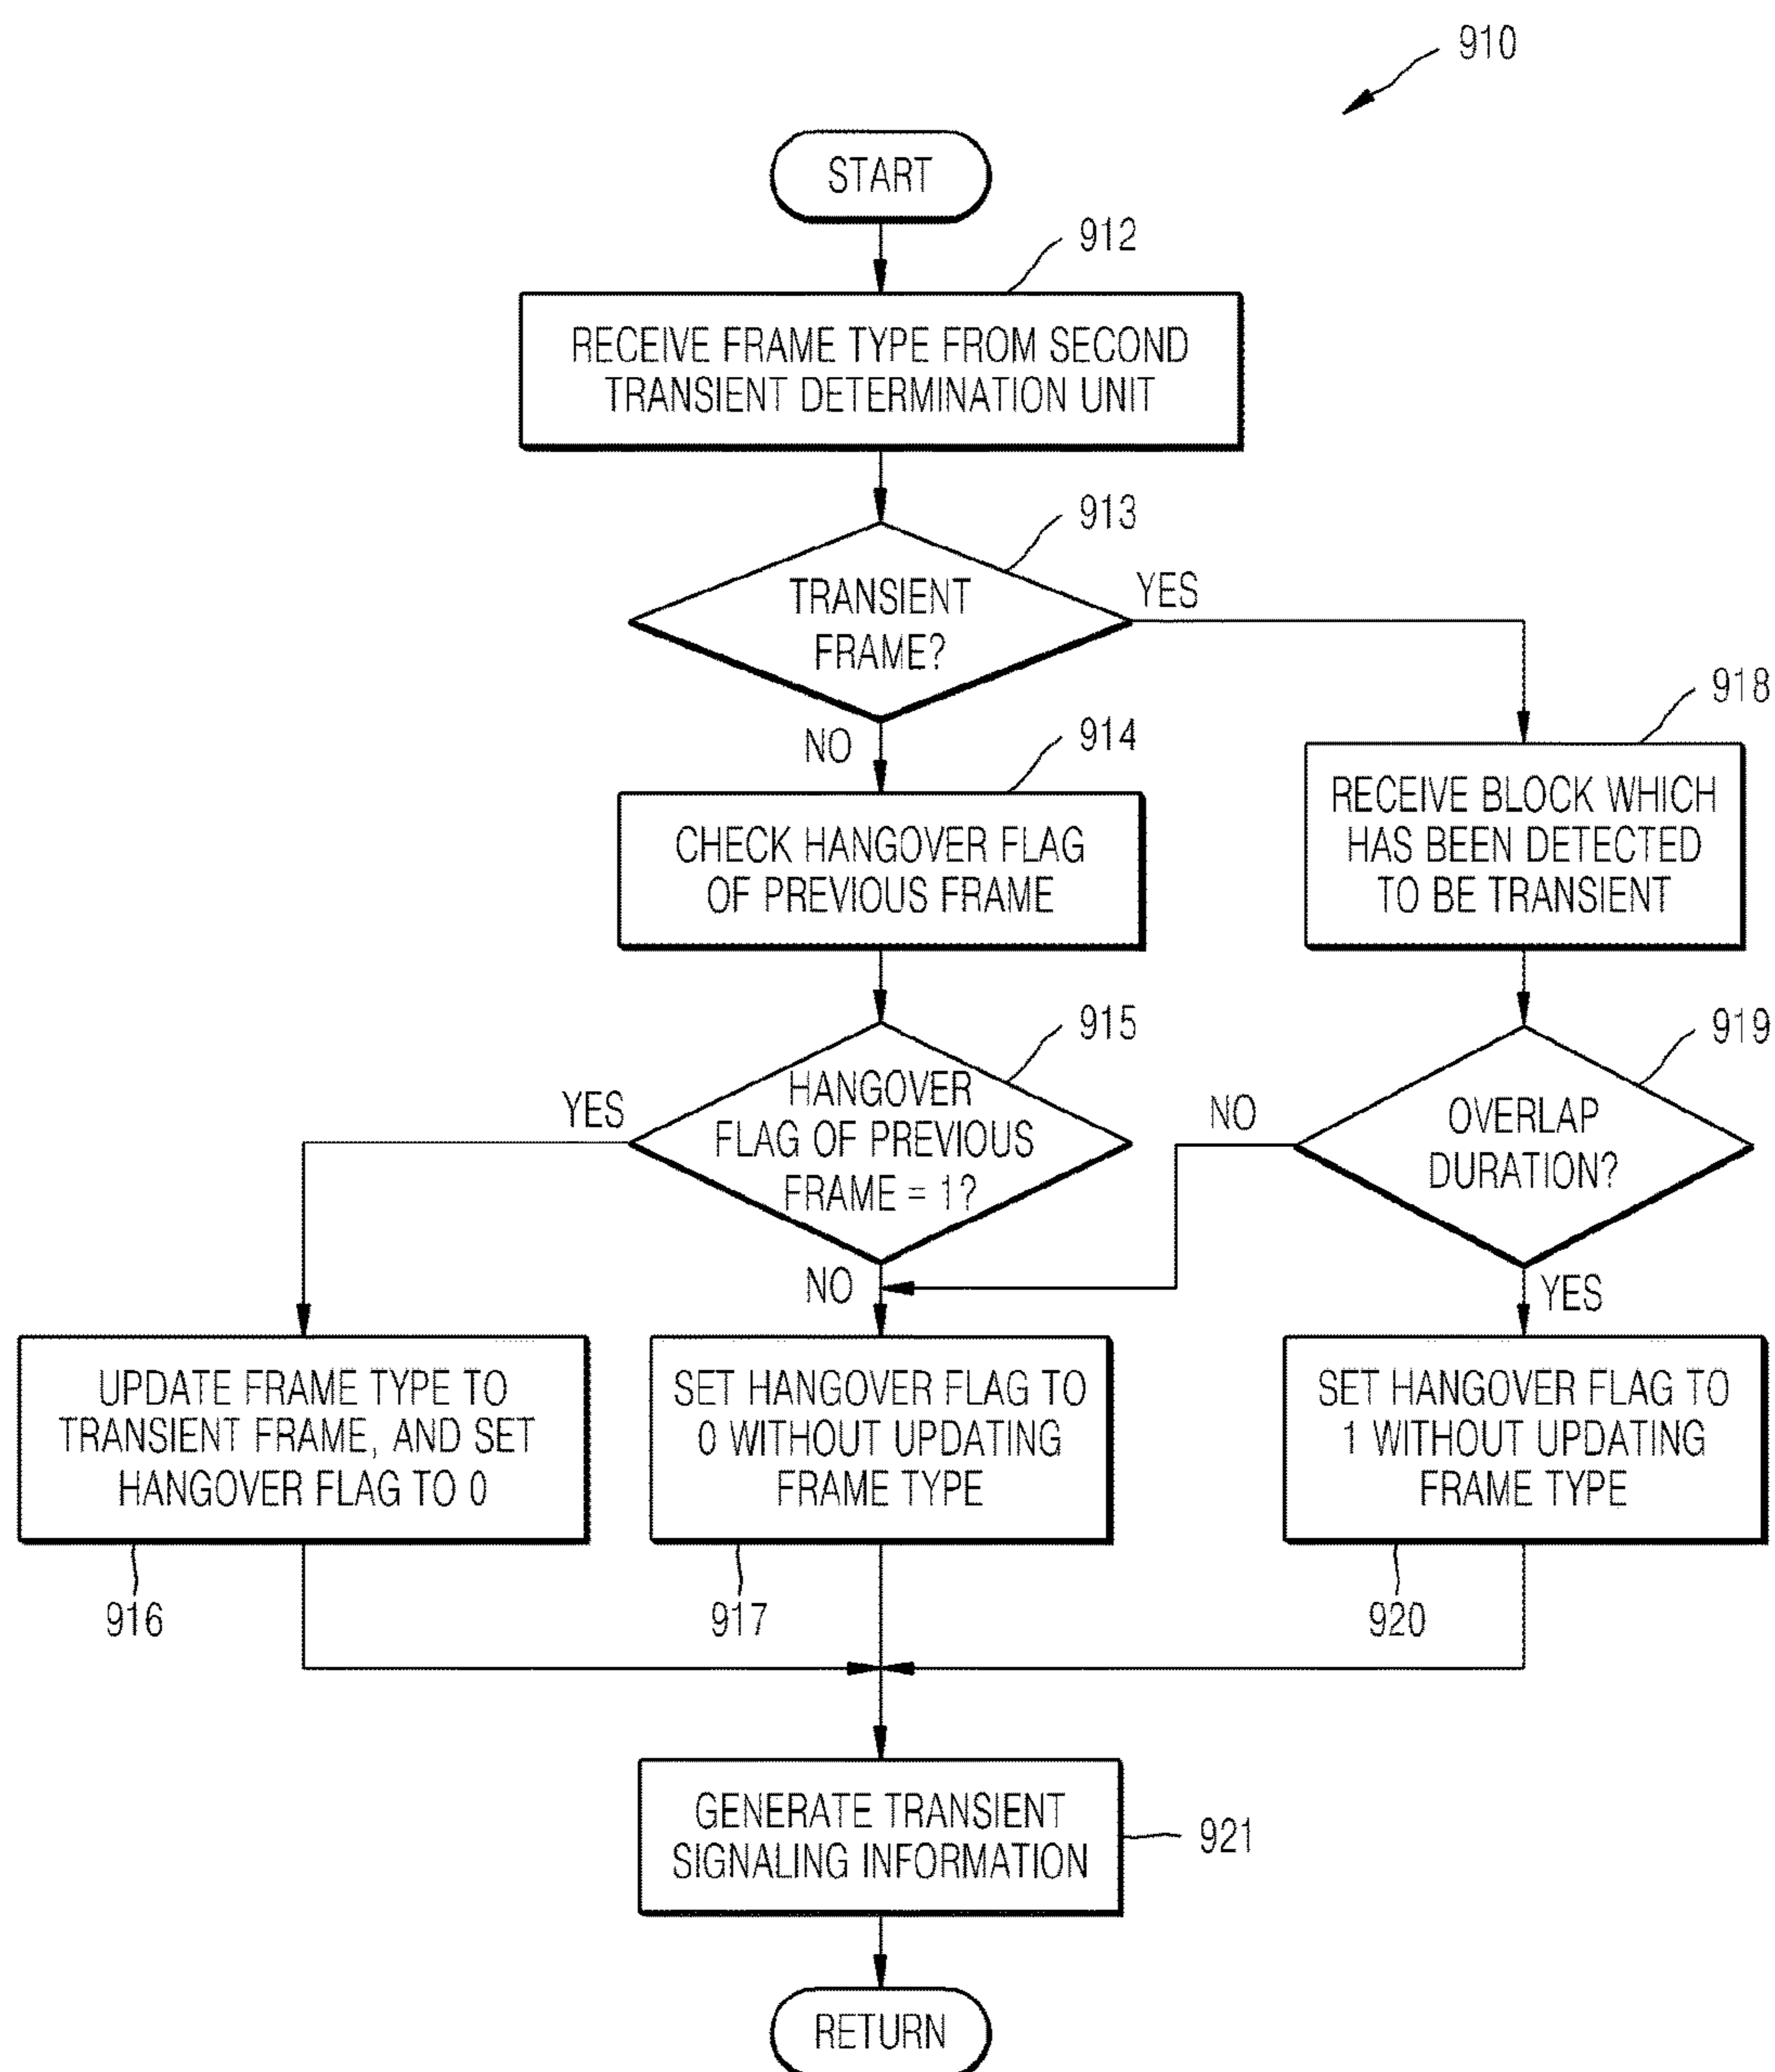 910
START
912
RECEIVE FRAME TYPE FROM SECOND
TRANSIENT DETERMINATION UNIT
913
TRANSIENT
FRAME?
YES
NO
918
RECEIVE BLOCK WHICH
HAS BEEN DETECTED
TO BE TRANSIENT
914
CHECK HANGOVER FLAG
OF PREVIOUS FRAME
915
HANGOVER
FLAG OF PREVIOUS
FRAME = 1?
YES
NO
919
OVERLAP
DURATION?
NO
YES
UPDATE FRAME TYPE TO
TRANSIENT FRAME, AND SET
HANGOVER FLAG TO 0
916
SET HANGOVER FLAG TO
0 WITHOUT UPDATING
FRAME TYPE
917
SET HANGOVER FLAG TO
1 WITHOUT UPDATING
FRAME TYPE
920
GENERATE TRANSIENT
SIGNALING INFORMATION
921
RETURN